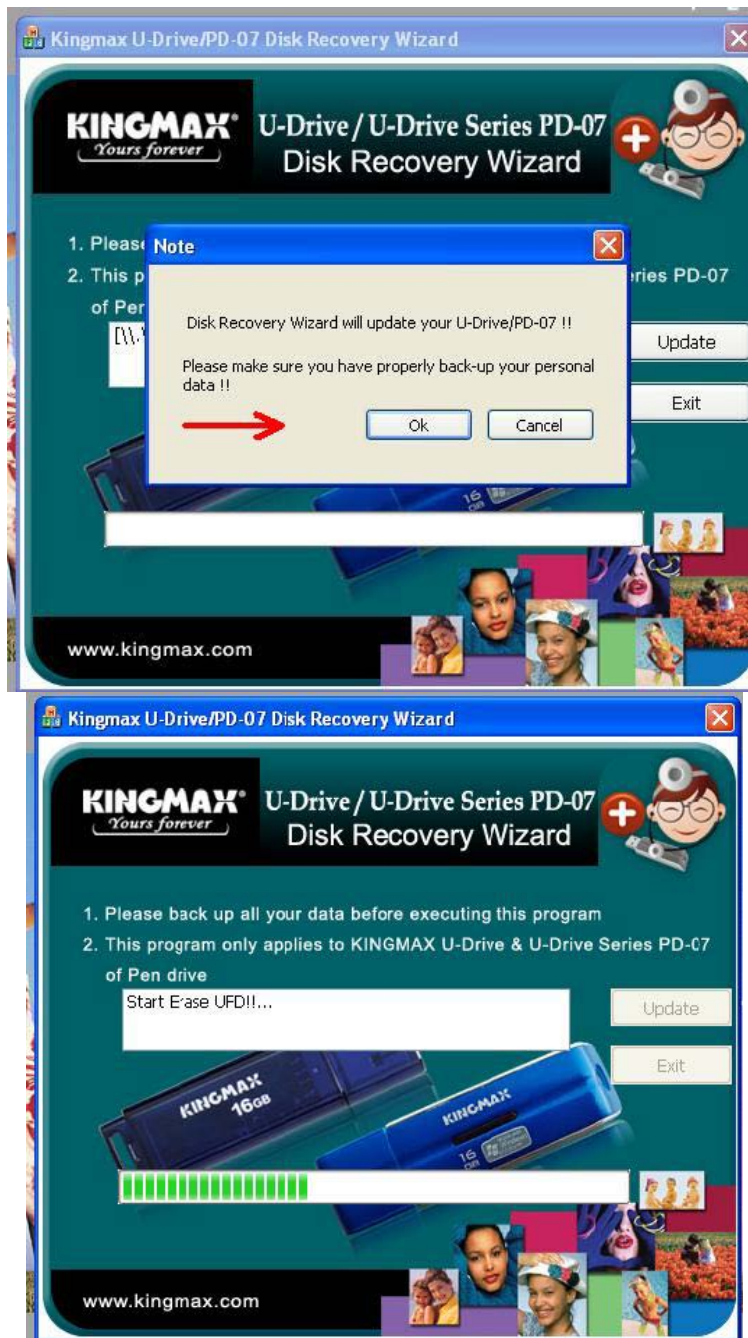 Kingmax U-Drive/PD-07 Disk Recovery Wizard
KINGMAX®
Yours forever
U-Drive / U-Drive Series PD-07
Disk Recovery Wizard
1. Please
Note
2. This p
ries PD-07
of Pen
[\\.\
Disk Recovery Wizard will update your U-Drive/PD-07 !!
Please make sure you have properly back-up your personal
data !!
Update
Exit
Ok
Cancel
16
GB
www.kingmax.com
Kingmax U-Drive/PD-07 Disk Recovery Wizard
KINGMAX®
Yours forever
U-Drive / U-Drive Series PD-07
Disk Recovery Wizard
1. Please back up all your data before executing this program
2. This program only applies to KINGMAX U-Drive & U-Drive Series PD-07
of Pen drive
Start Erase UFD!!...
Update
Exit
KINGMAX
16GB
KINGMAX
16
GB
www.kingmax.com